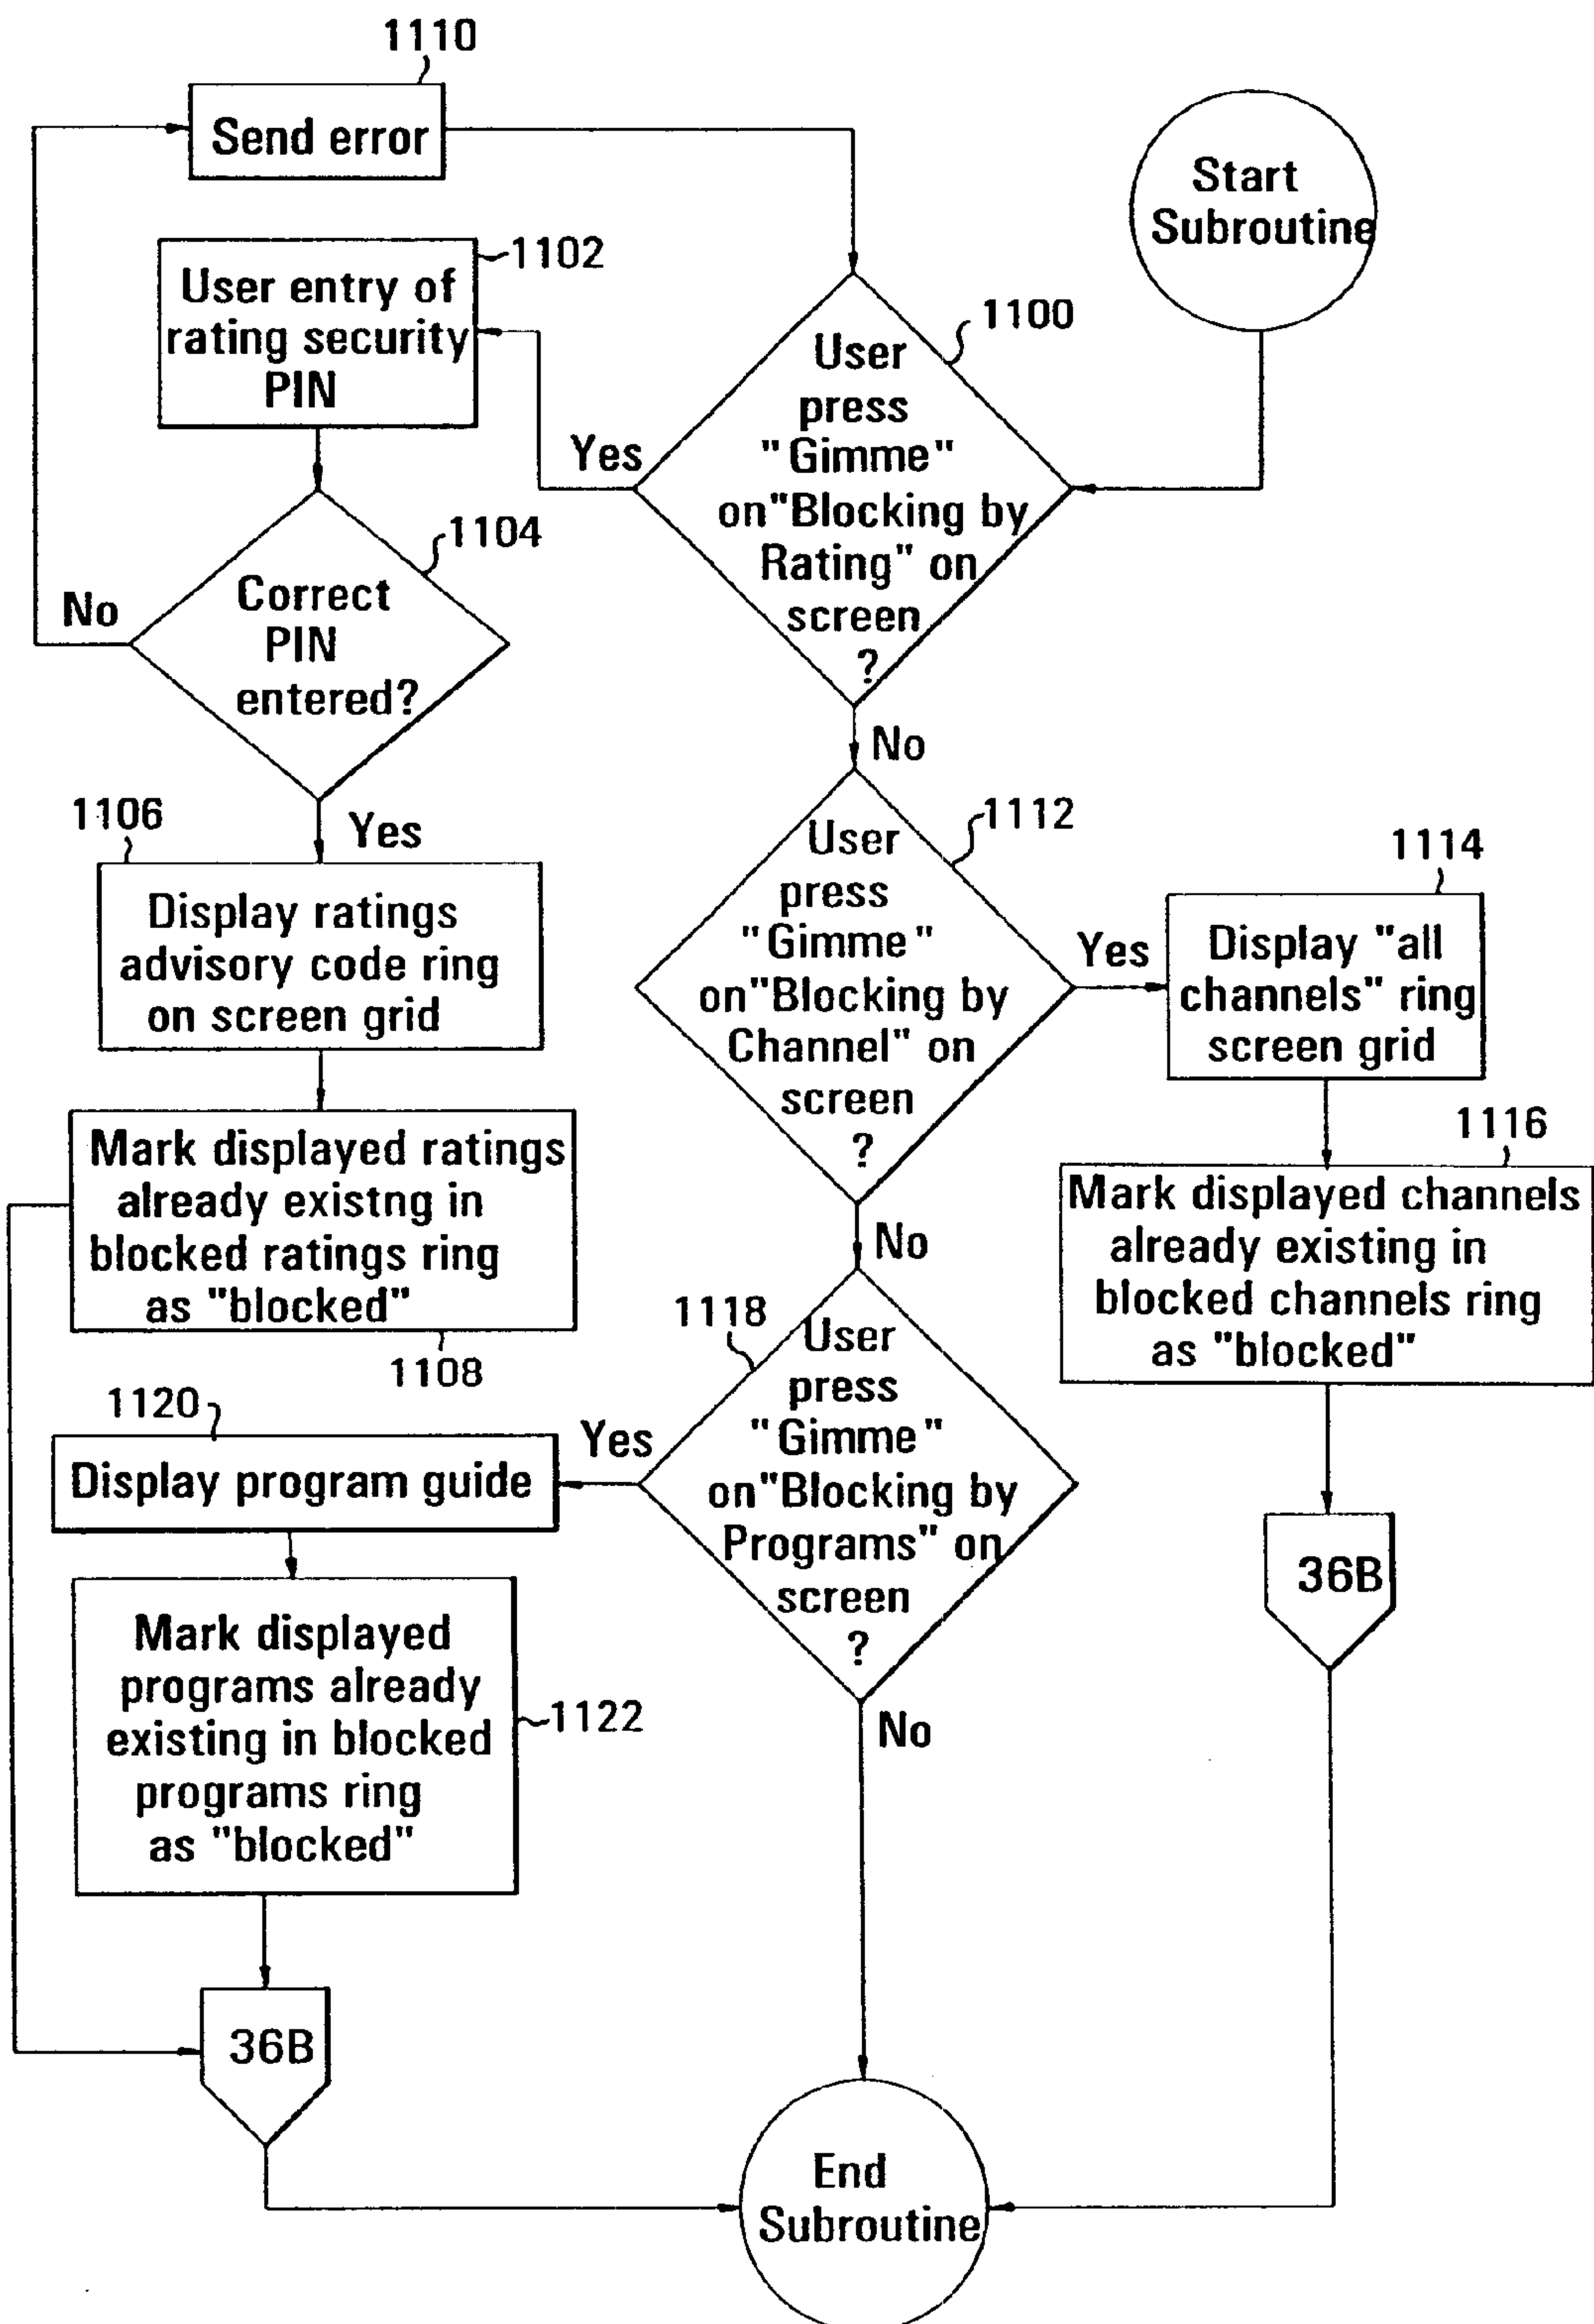 1110
Send error
Start
Subroutine
1102
User entry of
rating security
PIN
1100
User
press
"Gimme"
on"Blocking by
Rating" on
screen
?
Yes
No
1104
Correct
PIN
entered?
No
Yes
1106
Display ratings
advisory code ring
on screen grid
1112
User
press
"Gimme"
on"Blocking by
Channel" on
screen
?
Yes
No
1114
Display "all
channels" ring
screen grid
Mark displayed ratings
already existng in
blocked ratings ring
as "blocked"
1108
1116
Mark displayed channels
already existing in
blocked channels ring
as "blocked"
1118
User
press
"Gimme"
on"Blocking by
Programs" on
screen
?
Yes
No
1120
Display program guide
36B
Mark displayed
programs already
existing in blocked
programs ring
as "blocked"
1122
36B
End
Subroutine